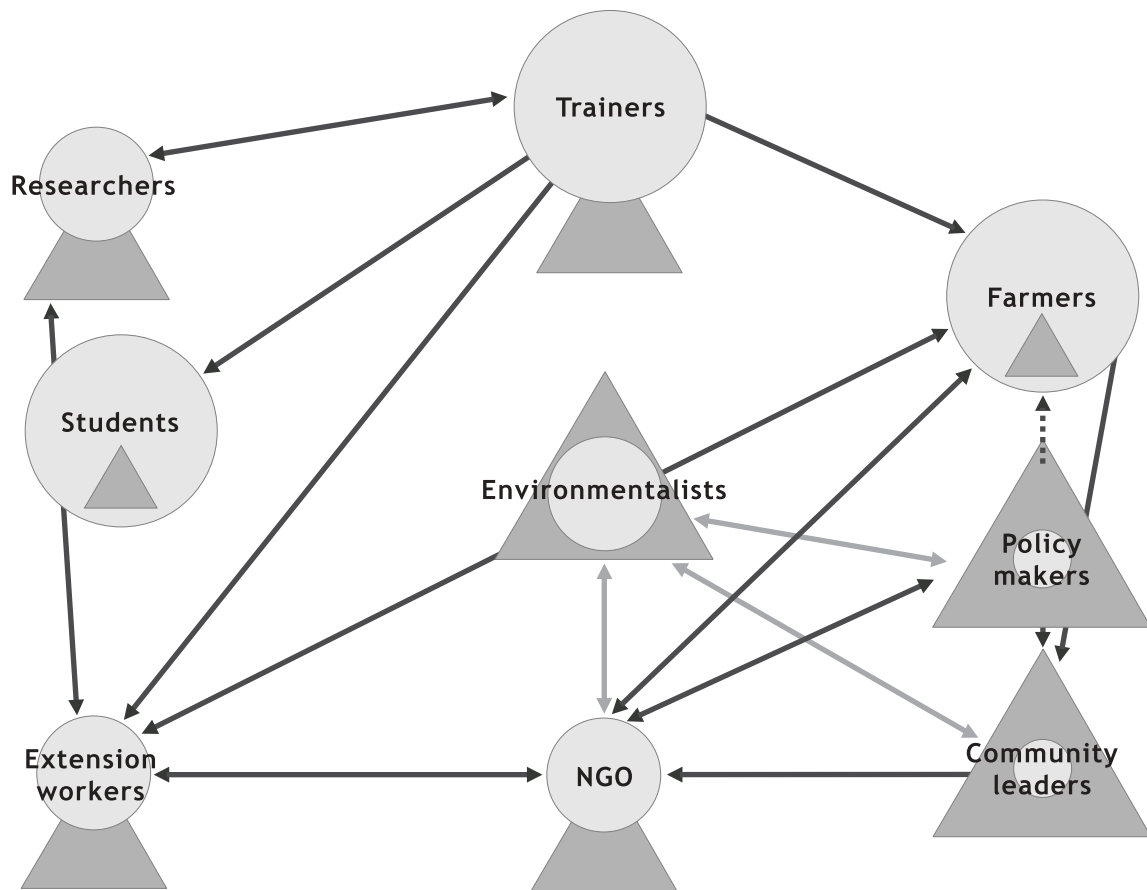 Trainers
Researchers
Farmers
Students
Environmentalists
Policy
makers
Extension
workers
NGO
Community
leaders